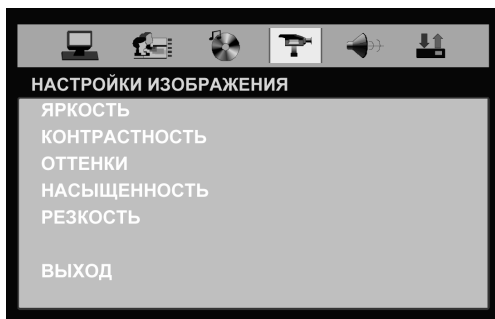 НАСТРОЙКИ ИЗОБРАЖЕНИЯ
ЯРКОСТЬ
КОНТРАСТНОСТЬ
ОТТЕНКИ
НАСЫЩЕННОСТЬ
РЕЗКОСТЬ
ВЫХОД